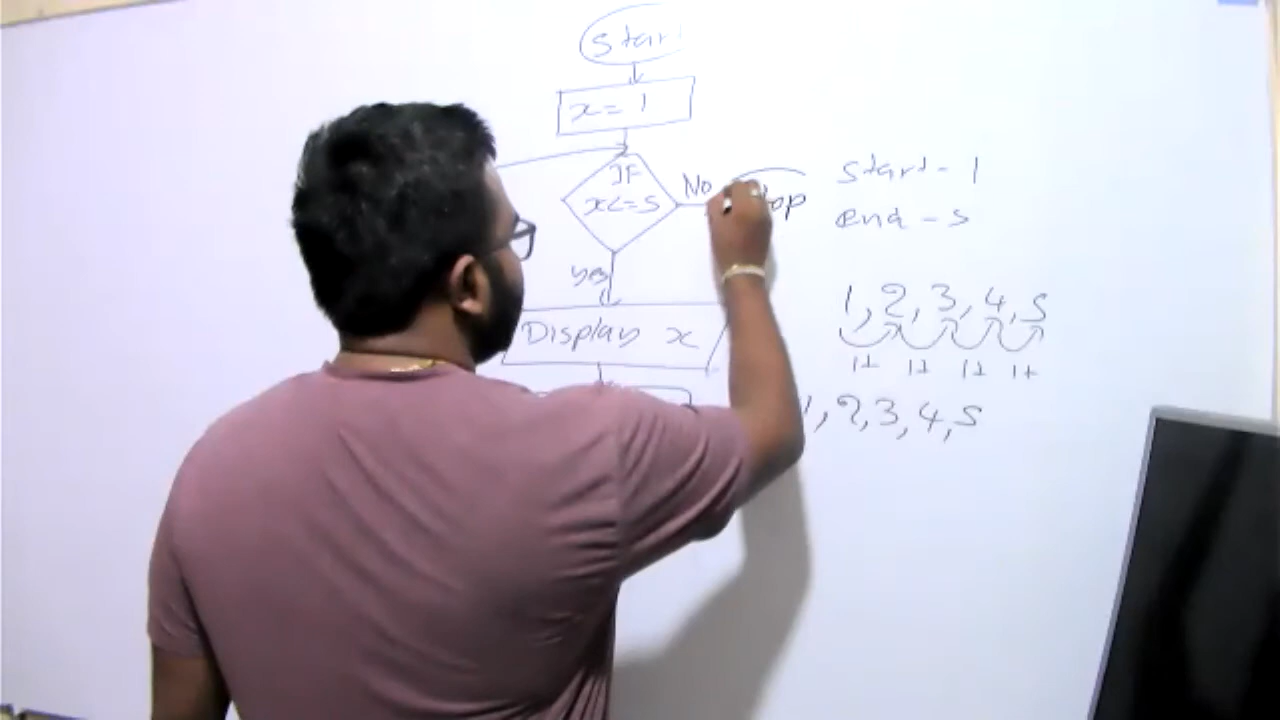 start
x = 1
IF
x<=5
No
yes
Display x
start - 1
end - 5
1, 2, 3, 4, 5
1+ 1+ 1+ 1+
1, 2, 3, 4, 5